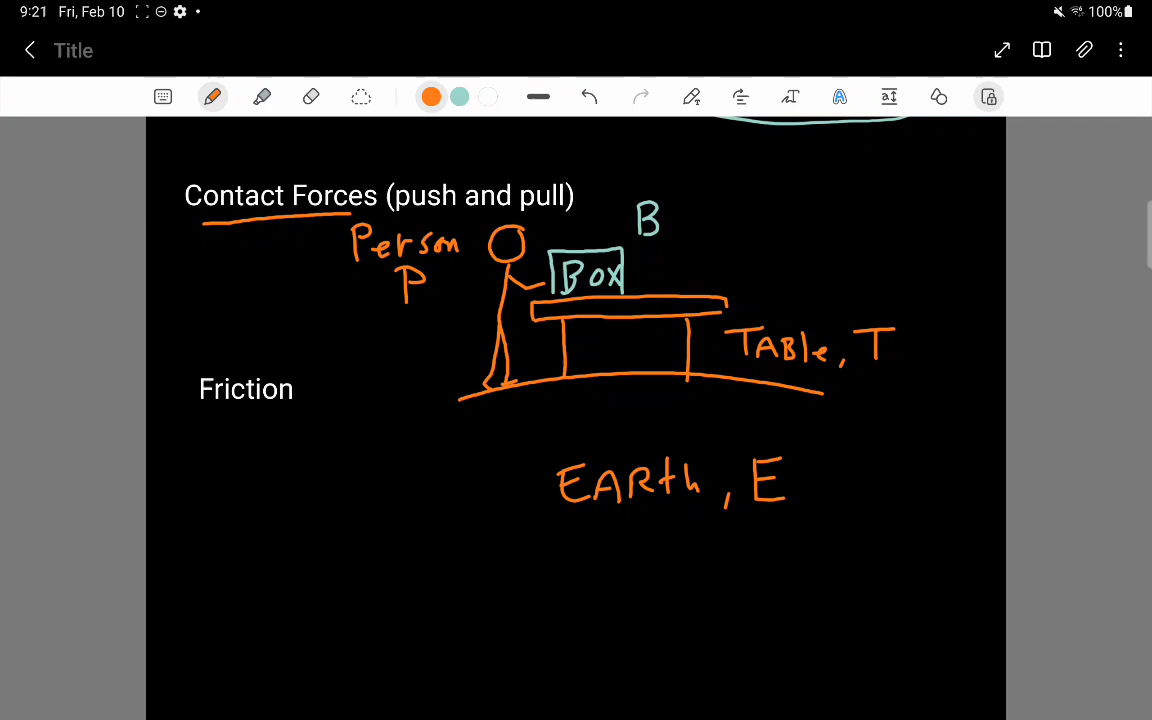 9:21 Fri, Feb 10
100%
Title
Contact Forces (push and pull)
B
Person
P
Box
TABle, T
Friction
EARth, E